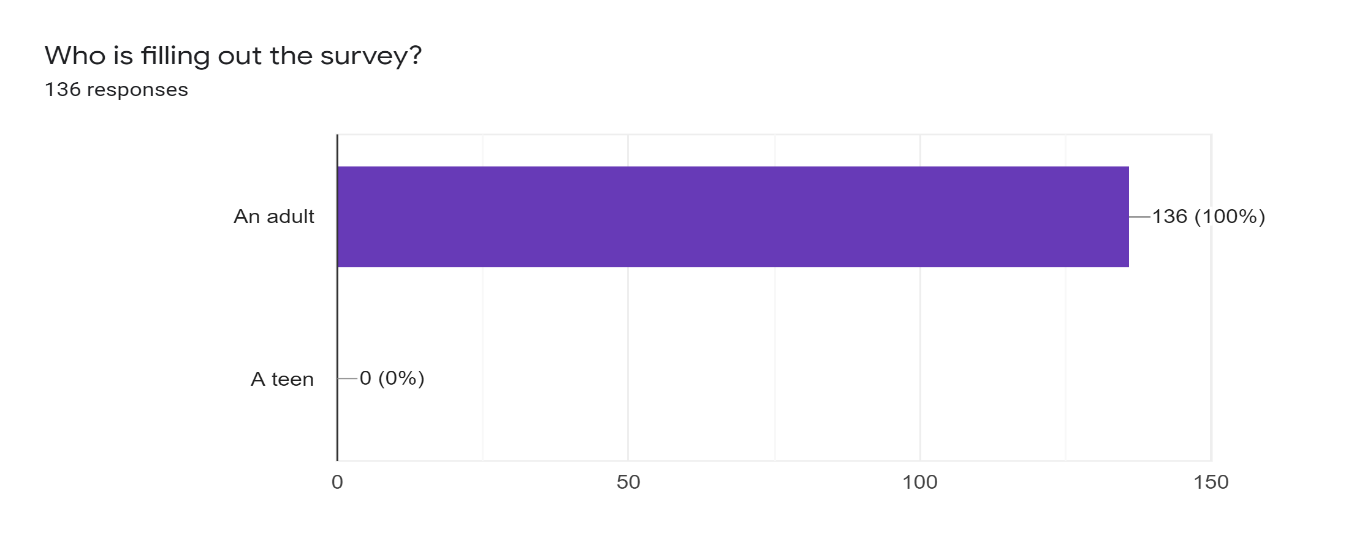 Who is filling out the survey?
136 responses
An adult
136 (100%)
A teen
0 (0%)
0
50
100
150